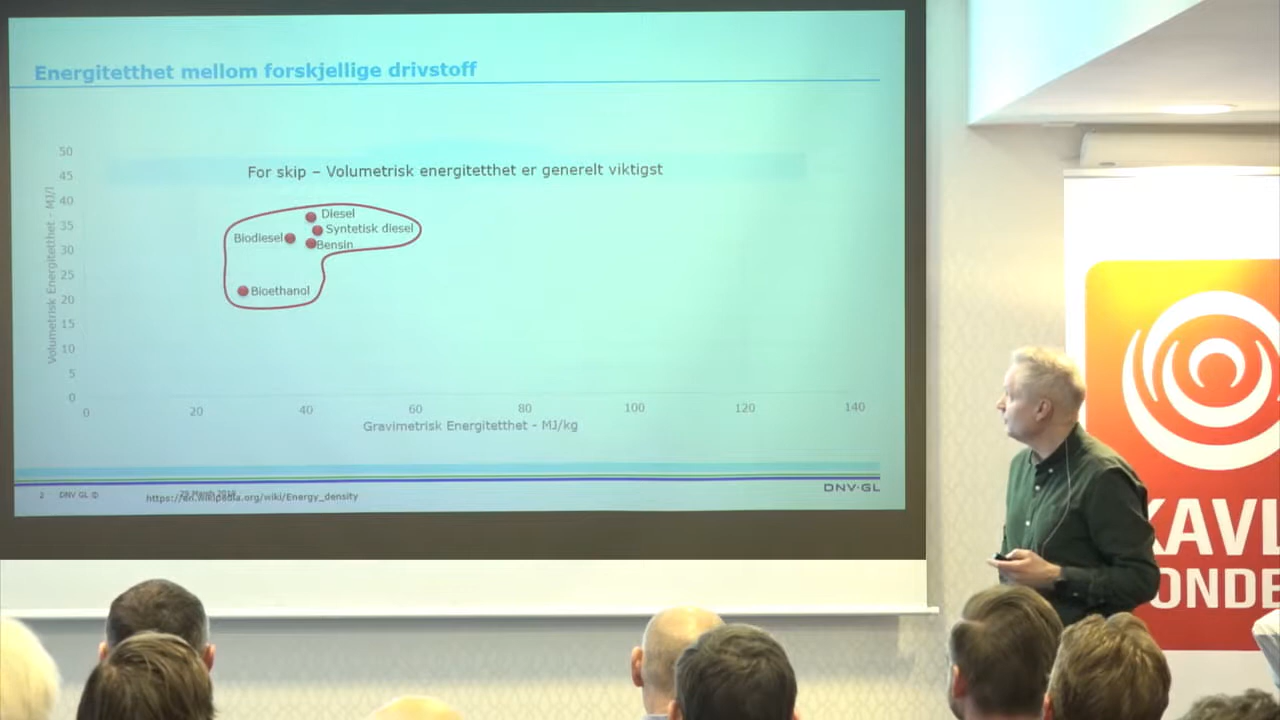 Energitetthet mellom forskjellige drivstoff
For skip – Volumetrisk energitetthet er generelt viktigst
Volumetrisk Energitetthet - MJ/l
50
45
40
35
30
25
20
15
10
5
0
Diesel
Syntetisk diesel
Biodiesel
Bensin
Bioethanol
0
20
40
60
80
100
120
140
Gravimetrisk Energitetthet - MJ/kg
2 DNV GL ©
https://en.wikipedia.org/wiki/Energy_density
DNV·GL
KAVL
ONDE